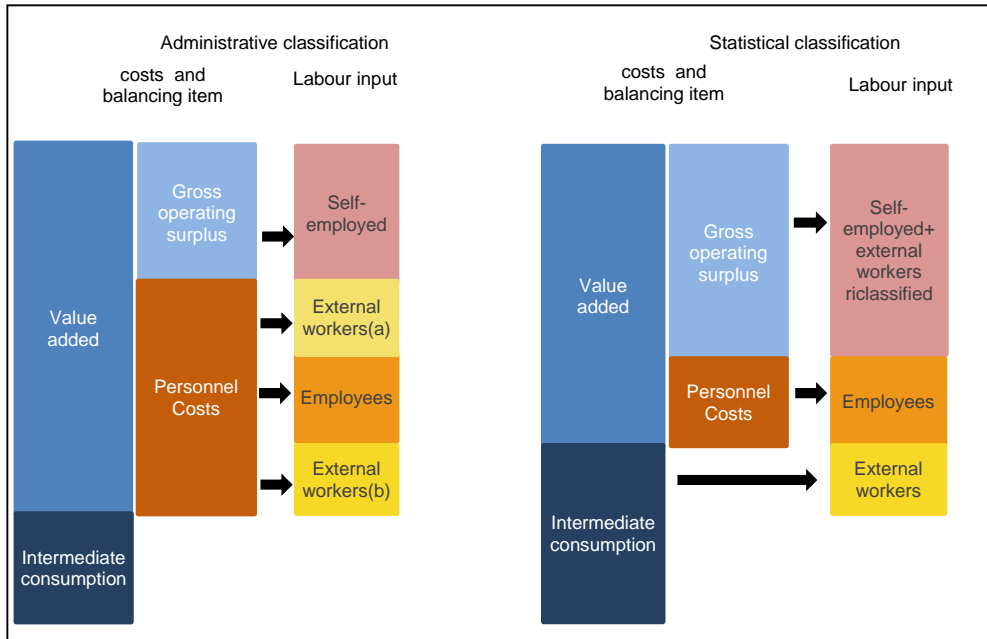 Administrative classification
costs and
balancing item
Labour input
Value
added
Intermediate
consumption
Gross
operating
surplus
Personnel
Costs
Self-
employed
External
workers(a)
Employees
External
workers(b)
Statistical classification
costs and
balancing item
Labour input
Value
added
Intermediate
consumption
Gross
operating
surplus
Personnel
Costs
Self-
employed+
external
workers
riclassified
Employees
External
workers